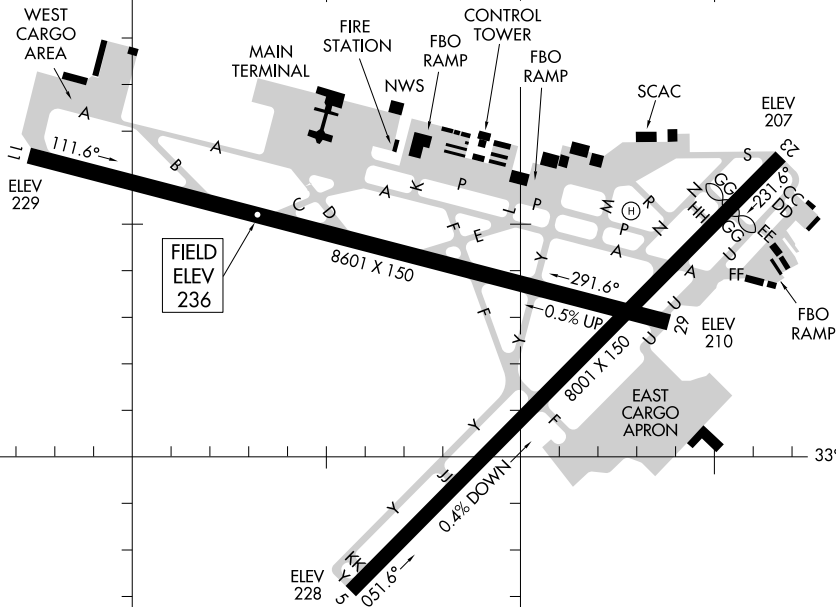 WEST
CARGO
AREA
MAIN
TERMINAL
FIRE
STATION
NWS
FBO
RAMP
CONTROL
TOWER
FBO
RAMP
SCAC
ELEV
207
23
11
111.6°
ELEV
229
A
B
A
C
D
A
K
P
L
P
F
E
Y
M
H
R
N
N
P
A
A
S
GG
HH
GG
231.6°
CC
DD
EE
U
FF
U
U
FBO
RAMP
FIELD
ELEV
236
8601 X 150
291.6°
0.5% UP
29
ELEV
210
F
Y
8001 X 150
EAST
CARGO
APRON
F
Y
JJ
0.4% DOWN
33°
Y
KK
Y
ELEV
228
5
051.6°